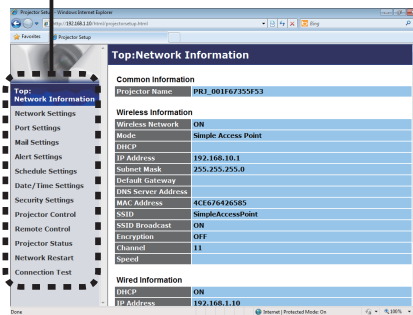 Projector Setup - Windows Internet Explorer
http://192.168.1.10/html/projectorsetup.html
Bing
Favorites Projector Setup
Top:Network Information
Top:
Network Information
Network Settings
Port Settings
Mail Settings
Alert Settings
Schedule Settings
Date/Time Settings
Security Settings
Projector Control
Remote Control
Projector Status
Network Restart
Connection Test
Common Information
Projector Name PRJ_001F67355F53
Wireless Information
Wireless Network ON
Mode Simple Access Point
DHCP
IP Address 192.168.10.1
Subnet Mask 255.255.255.0
Default Gateway
DNS Server Address
MAC Address 4CE676426585
SSID SimpleAccessPoint
SSID Broadcast ON
Encryption OFF
Channel 11
Speed
Wired Information
DHCP ON
IP Address 192.168.1.10
Done Internet | Protected Mode: On 100%